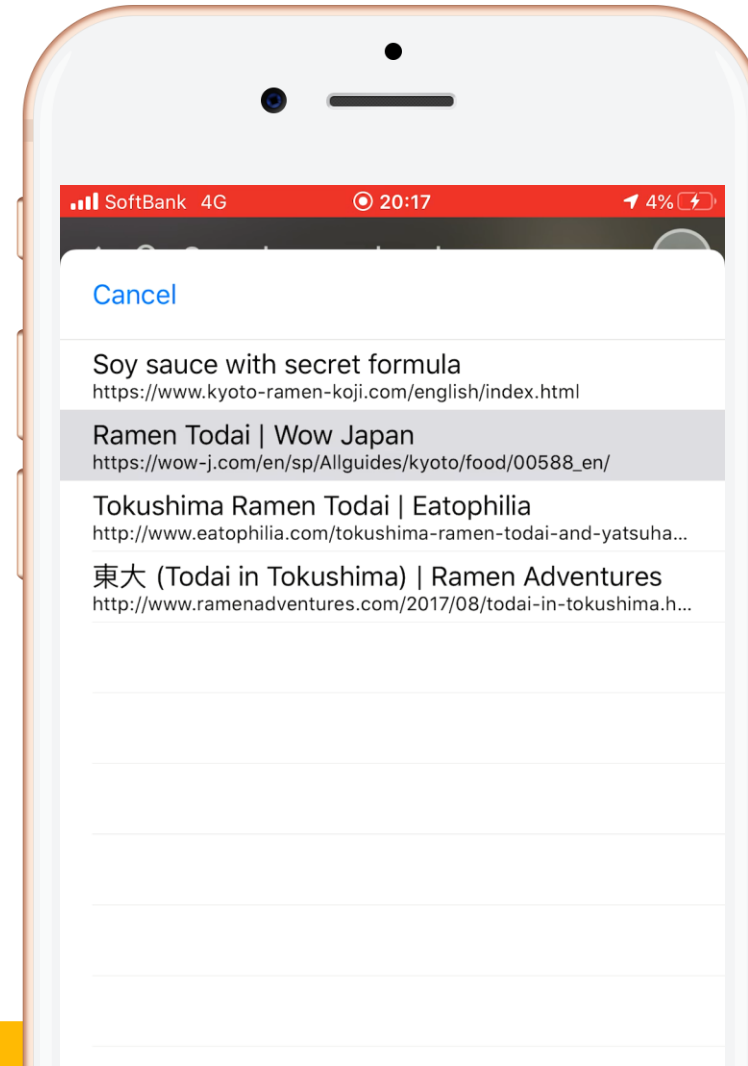 SoftBank 4G 20:17 4%
Cancel
Soy sauce with secret formula
https://www.kyoto-ramen-koji.com/english/index.html
Ramen Todai | Wow Japan
https://wow-j.com/en/sp/Allguides/kyoto/food/00588_en/
Tokushima Ramen Todai | Eatophilia
http://www.eatophilia.com/tokushima-ramen-todai-and-yatsuha...
東大 (Todai in Tokushima) | Ramen Adventures
http://www.ramenadventures.com/2017/08/todai-in-tokushima.h...